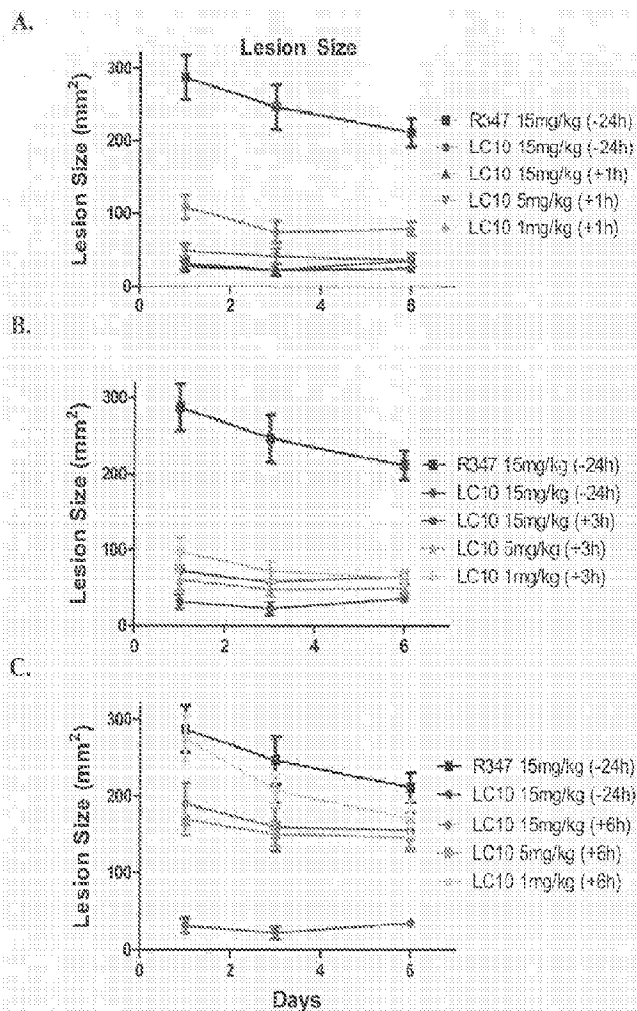 A.
Lesion Size
Lesion Size (mm²)
300
200
100
0
0 2 4 6
R347 15mg/kg (-24h)
LC10 15mg/kg (-24h)
LC10 15mg/kg (+1h)
LC10 5mg/kg (+1h)
LC10 1mg/kg (+1h)
B.
Lesion Size (mm²)
300
200
100
0
0 2 4 6
R347 15mg/kg (-24h)
LC10 15mg/kg (-24h)
LC10 15mg/kg (+3h)
LC10 5mg/kg (+3h)
LC10 1mg/kg (+3h)
C.
Lesion Size (mm²)
300
200
100
0
0 2 4 6
R347 15mg/kg (-24h)
LC10 15mg/kg (-24h)
LC10 15mg/kg (+6h)
LC10 5mg/kg (+6h)
LC10 1mg/kg (+6h)
Days